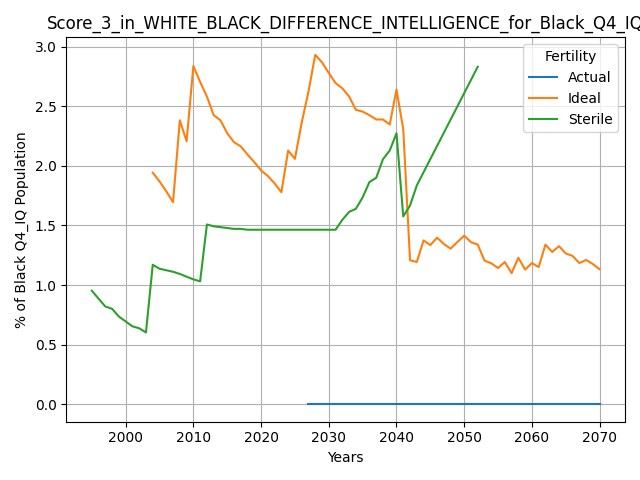 Score_3_in_WHITE_BLACK_DIFFERENCE_INTELLIGENCE_for_Black_Q4_IQ
% of Black Q4_IQ Population
3.0
2.5
2.0
1.5
1.0
0.5
0.0
Fertility
Actual
Ideal
Sterile
2000 2010 2020 2030 2040 2050 2060 2070
Years